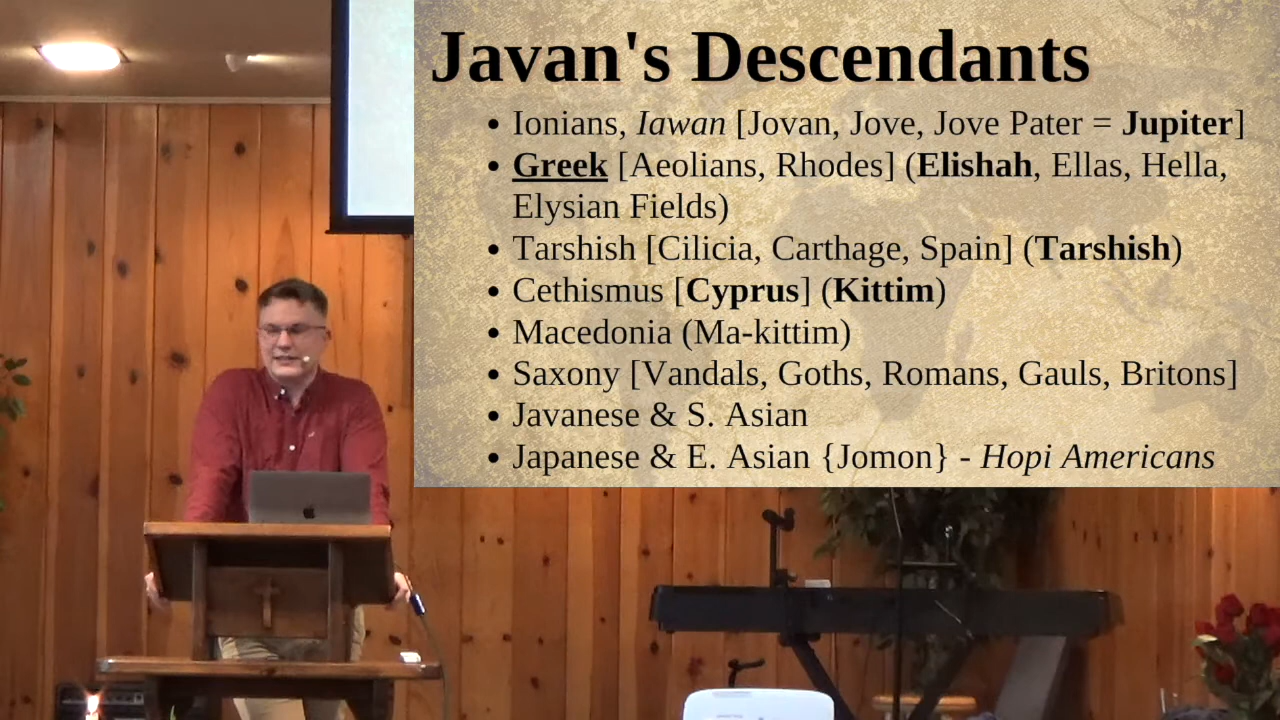 Javan's Descendants
• Ionians, Iawan [Jovan, Jove, Jove Pater = Jupiter]
• Greek [Aeolians, Rhodes] (Elishah, Ellas, Hella,
Elysian Fields)
• Tarshish [Cilicia, Carthage, Spain] (Tarshish)
• Cethismus [Cyprus] (Kittim)
• Macedonia (Ma-kittim)
• Saxony [Vandals, Goths, Romans, Gauls, Britons]
• Javanese & S. Asian
• Japanese & E. Asian {Jomon} - Hopi Americans